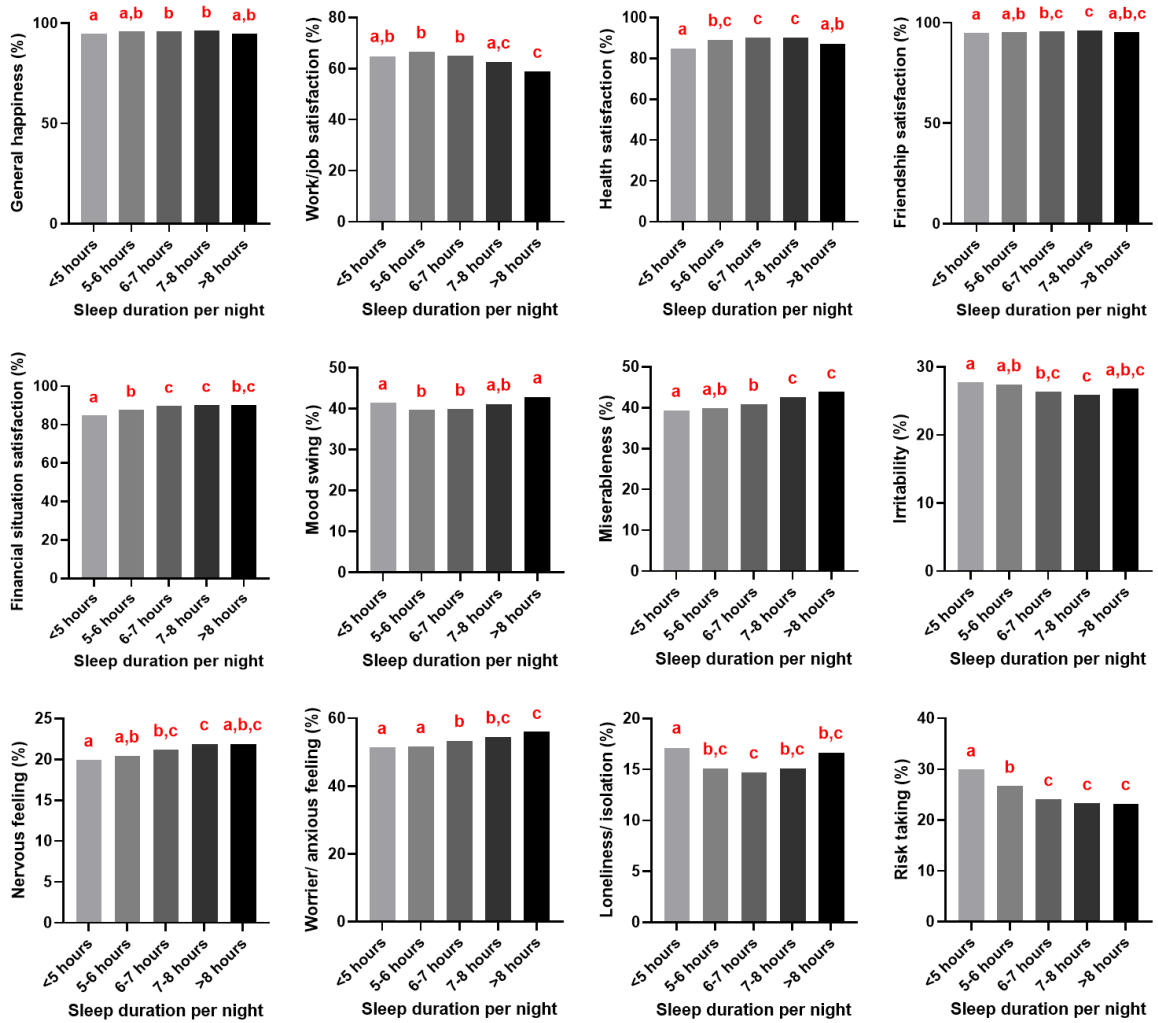 General happiness (%)
100
50
0
a
a,b
b
b
a,b
<5 hours
5-6 hours
6-7 hours
7-8 hours
>8 hours
Sleep duration per night
Work/job satisfaction (%)
80
60
40
20
0
a,b
b
b
a,c
c
<5 hours
5-6 hours
6-7 hours
7-8 hours
>8 hours
Sleep duration per night
Health satisfaction (%)
100
80
60
40
20
0
a
b,c
c
c
a,b
<5 hours
5-6 hours
6-7 hours
7-8 hours
>8 hours
Sleep duration per night
Friendship satisfaction (%)
100
50
0
a
a,b
b,c
c
a,b,c
<5 hours
5-6 hours
6-7 hours
7-8 hours
>8 hours
Sleep duration per night
Financial situation satisfaction (%)
100
80
60
40
20
0
a
b
c
c
b,c
<5 hours
5-6 hours
6-7 hours
7-8 hours
>8 hours
Sleep duration per night
Mood swing (%)
50
40
30
20
10
0
a
b
b
a,b
a
<5 hours
5-6 hours
6-7 hours
7-8 hours
>8 hours
Sleep duration per night
Miserableness (%)
50
40
30
20
10
0
a
a,b
b
c
c
<5 hours
5-6 hours
6-7 hours
7-8 hours
>8 hours
Sleep duration per night
Irritability (%)
30
20
10
0
a
a,b
b,c
c
a,b,c
<5 hours
5-6 hours
6-7 hours
7-8 hours
>8 hours
Sleep duration per night
Nervous feeling (%)
25
20
15
10
5
0
a
a,b
b,c
c
a,b,c
<5 hours
5-6 hours
6-7 hours
7-8 hours
>8 hours
Sleep duration per night
Worrier/ anxious feeling (%)
60
40
20
0
a
a
b
b,c
c
<5 hours
5-6 hours
6-7 hours
7-8 hours
>8 hours
Sleep duration per night
Loneliness/ isolation (%)
20
15
10
5
0
a
b,c
c
b,c
b,c
<5 hours
5-6 hours
6-7 hours
7-8 hours
>8 hours
Sleep duration per night
Risk taking (%)
40
30
20
10
0
a
b
c
c
c
<5 hours
5-6 hours
6-7 hours
7-8 hours
>8 hours
Sleep duration per night